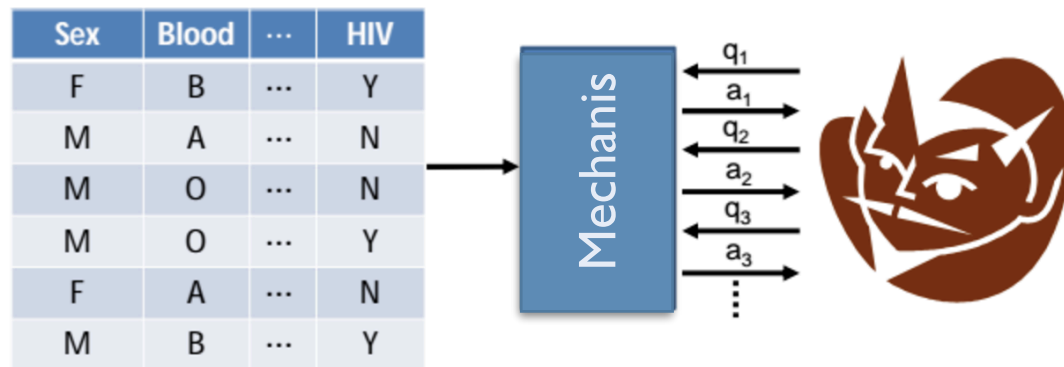 Sex Blood ... HIV
F B ... Y
M A ... N
M O ... N
M O ... Y
F A ... N
M B ... Y
Mechanis
q₁
a₁
q₂
a₂
q₃
a₃